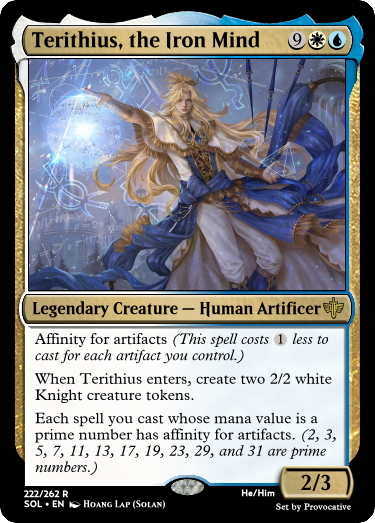 Terithius, the Iron Mind 9
Legendary Creature — Human Artificer
Affinity for artifacts (This spell costs 1 less to
cast for each artifact you control.)
When Terithius enters, create two 2/2 white
Knight creature tokens.
Each spell you cast whose mana value is a
prime number has affinity for artifacts. (2, 3,
5, 7, 11, 13, 17, 19, 23, 29, and 31 are prime
numbers.)
2/3
222/262 R He/Him
SOL • EN Hoang Lap (Solan) Set by Provocative